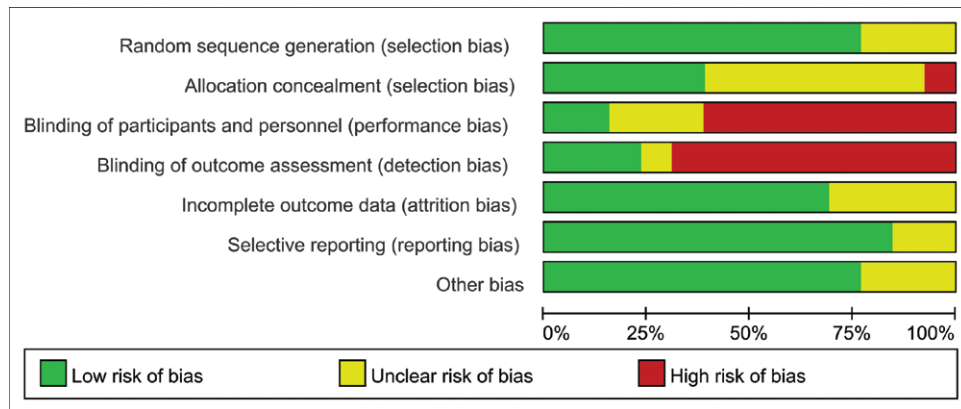 Random sequence generation (selection bias)
Allocation concealment (selection bias)
Blinding of participants and personnel (performance bias)
Blinding of outcome assessment (detection bias)
Incomplete outcome data (attrition bias)
Selective reporting (reporting bias)
Other bias
0% 25% 50% 75% 100%
Low risk of bias Unclear risk of bias High risk of bias